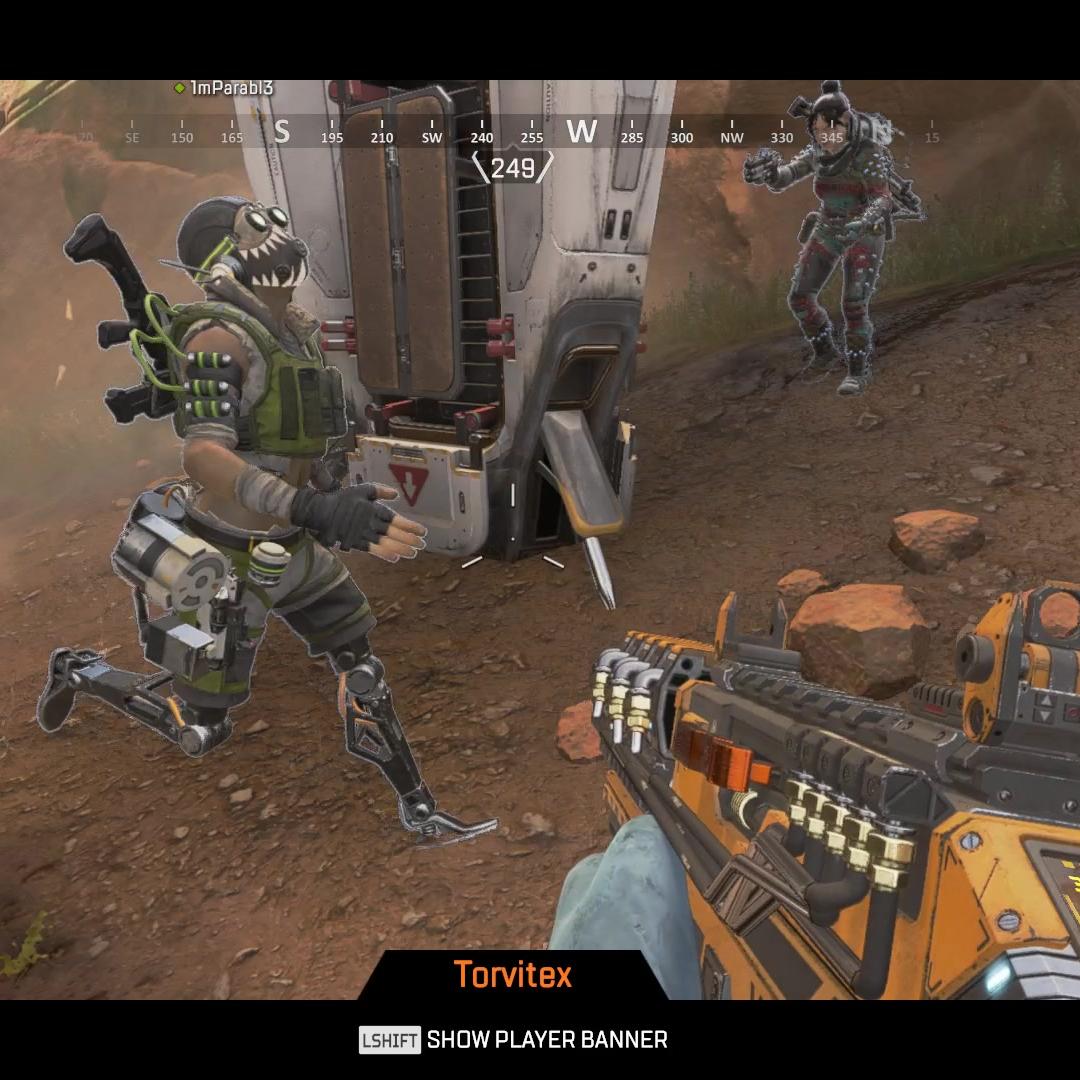 1mParabl3
SE 150 165 S 195 210 SW 240 255 W 285 300 NW 330 345 N 15
249
Torvitex
LSHIFT SHOW PLAYER BANNER